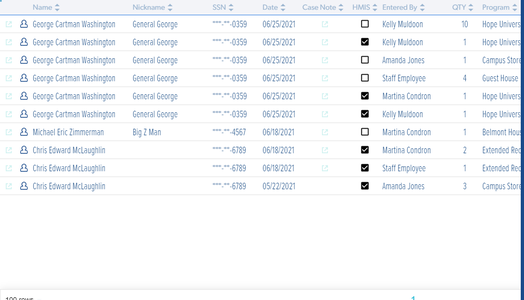 Name Nickname SSN Date Case Note HMIS Entered By QTY Program
George Cartman Washington General George ***-**-0359 06/25/2021 Kelly Muldoon 10 Hope Univers
George Cartman Washington General George ***-**-0359 06/25/2021 Kelly Muldoon 1 Hope Univers
George Cartman Washington General George ***-**-0359 06/25/2021 Amanda Jones 1 Campus Store
George Cartman Washington General George ***-**-0359 06/25/2021 Staff Employee 4 Guest House
George Cartman Washington General George ***-**-0359 06/25/2021 Martina Condron 1 Hope Univers
George Cartman Washington General George ***-**-0359 06/25/2021 Kelly Muldoon 1 Hope Univers
Michael Eric Zimmerman Big Z Man ***-**-4567 06/18/2021 Martina Condron 1 Belmont Hous
Chris Edward McLaughlin ***-**-6789 06/18/2021 Martina Condron 2 Extended Rec
Chris Edward McLaughlin ***-**-6789 06/18/2021 Staff Employee 1 Extended Rec
Chris Edward McLaughlin ***-**-6789 05/22/2021 Amanda Jones 3 Campus Store
100 rows 1